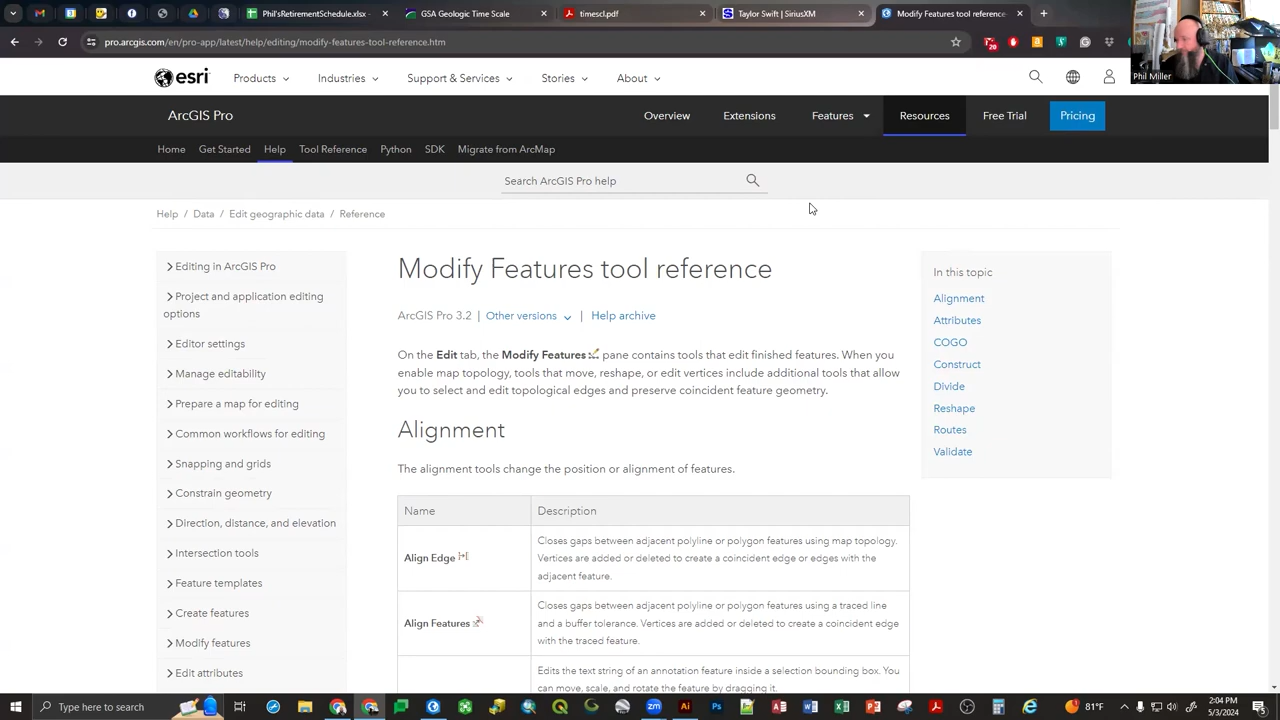 Phil'sRetirementSchedule.xlsx -
GSA Geologic Time Scale
timescl.pdf
Taylor Swift | SiriusXM
Modify Features tool reference
pro.arcgis.com/en/pro-app/latest/help/editing/modify-features-tool-reference.htm
Phil Miller
esri
Products
Industries
Support & Services
Stories
About
ArcGIS Pro
Overview
Extensions
Features
Resources
Free Trial
Pricing
Home
Get Started
Help
Tool Reference
Python
SDK
Migrate from ArcMap
Search ArcGIS Pro help
Help / Data / Edit geographic data / Reference
Editing in ArcGIS Pro
Project and application editing
options
Editor settings
Manage editability
Prepare a map for editing
Common workflows for editing
Snapping and grids
Constrain geometry
Direction, distance, and elevation
Intersection tools
Feature templates
Create features
Modify features
Edit attributes
Modify Features tool reference
ArcGIS Pro 3.2 | Other versions | Help archive
On the Edit tab, the Modify Features pane contains tools that edit finished features. When you
enable map topology, tools that move, reshape, or edit vertices include additional tools that allow
you to select and edit topological edges and preserve coincident feature geometry.
Alignment
The alignment tools change the position or alignment of features.
Name
Description
Align Edge
Closes gaps between adjacent polyline or polygon features using map topology.
Vertices are added or deleted to create a coincident edge or edges with the
adjacent feature.
Align Features
Closes gaps between adjacent polyline or polygon features using a traced line
and a buffer tolerance. Vertices are added or deleted to create a coincident edge
with the traced feature.
Edits the text string of an annotation feature inside a selection bounding box. You
can move, scale, and rotate the feature by dragging it.
In this topic
Alignment
Attributes
COGO
Construct
Divide
Reshape
Routes
Validate
Type here to search
81°F
2:04 PM
5/3/2024